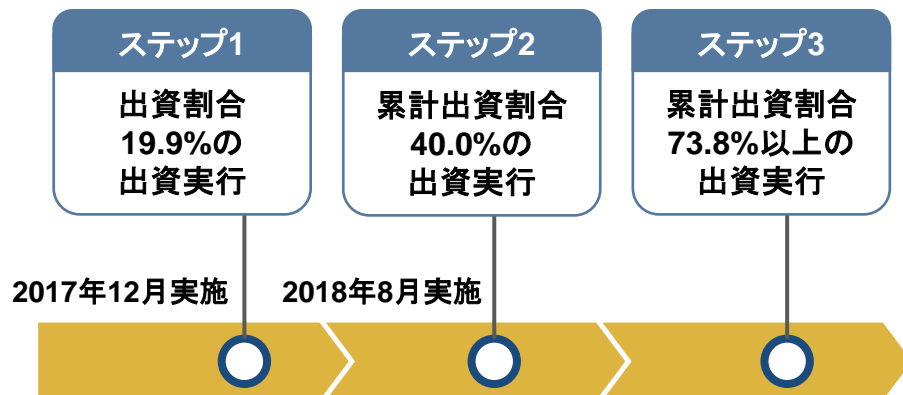 ステップ1
出資割合
19.9%の
出資実行
ステップ2
累計出資割合
40.0%の
出資実行
ステップ3
累計出資割合
73.8%以上の
出資実行
2017年12月実施
2018年8月実施